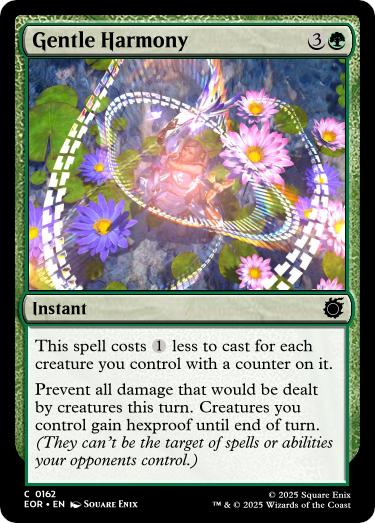 Gentle Harmony 3
Instant
This spell costs 1 less to cast for each
creature you control with a counter on it.
Prevent all damage that would be dealt
by creatures this turn. Creatures you
control gain hexproof until end of turn.
(They can't be the target of spells or abilities
your opponents control.)
C 0162
EOR • EN SQUARE ENIX
© 2025 Square Enix
™ & © 2025 Wizards of the Coast